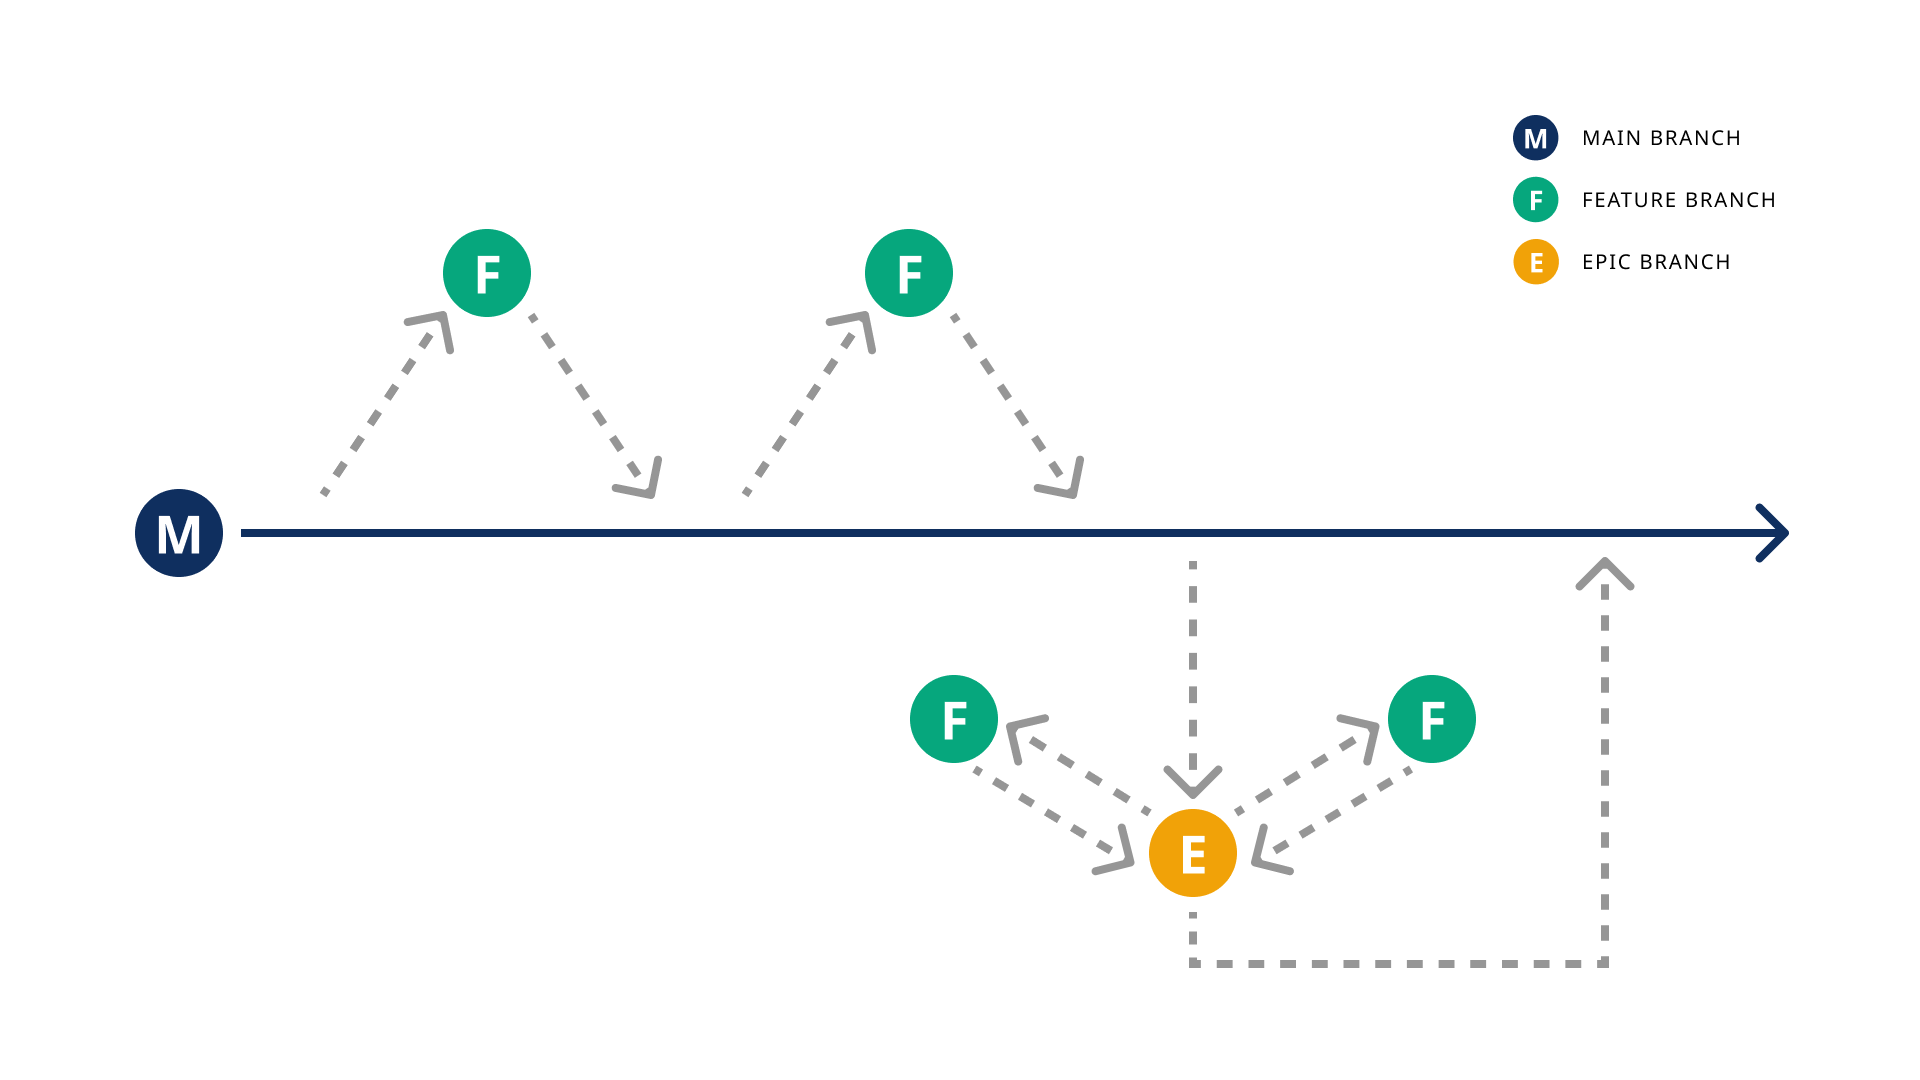 M MAIN BRANCH
F FEATURE BRANCH
E EPIC BRANCH
F F
M
F F
E